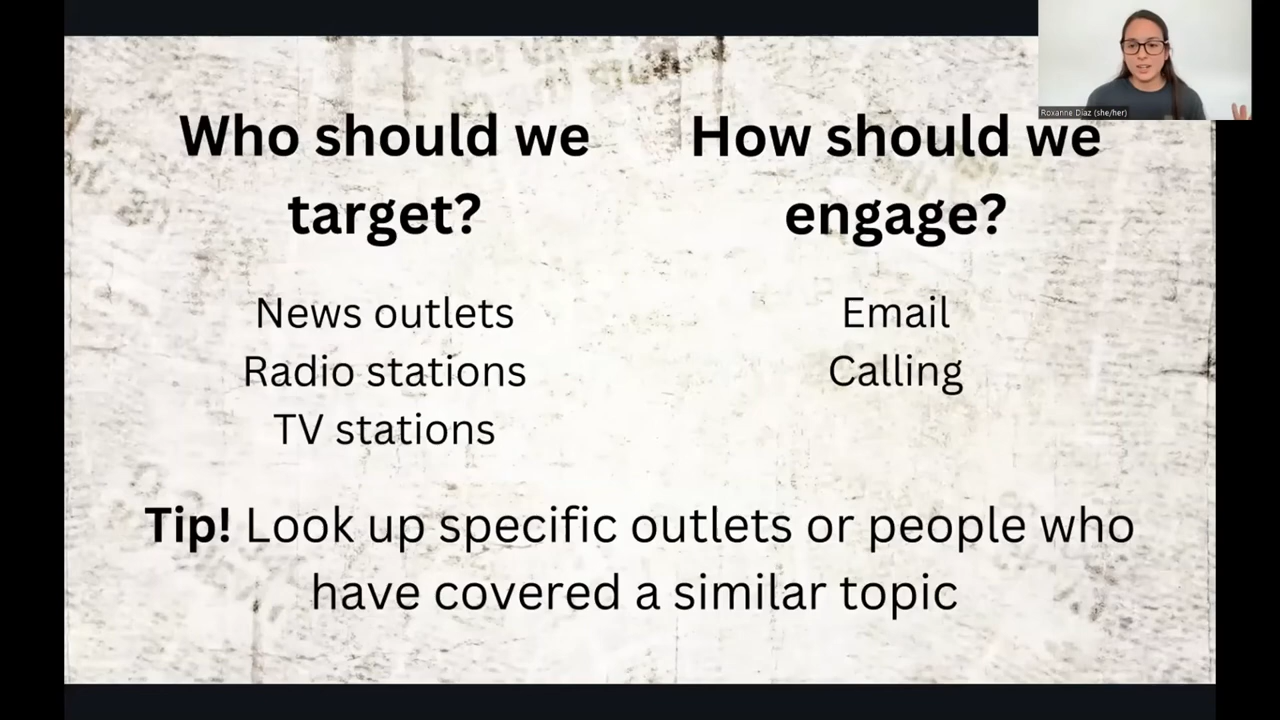 Who should we
target?
News outlets
Radio stations
TV stations
How should we
engage?
Email
Calling
Tip! Look up specific outlets or people who
have covered a similar topic
Roxanne Diaz (she/her)